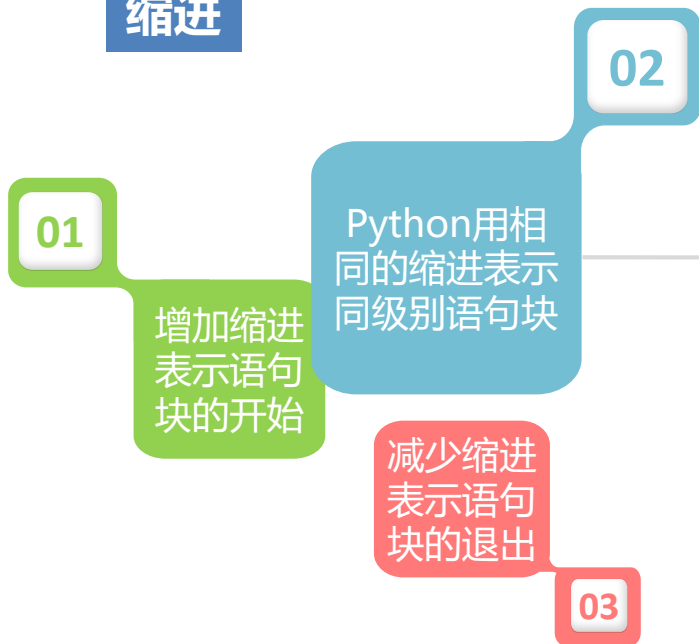 缩进
01
增加缩进
表示语句
块的开始
02
Python用相
同的缩进表示
同级别语句块
减少缩进
表示语句
块的退出
03